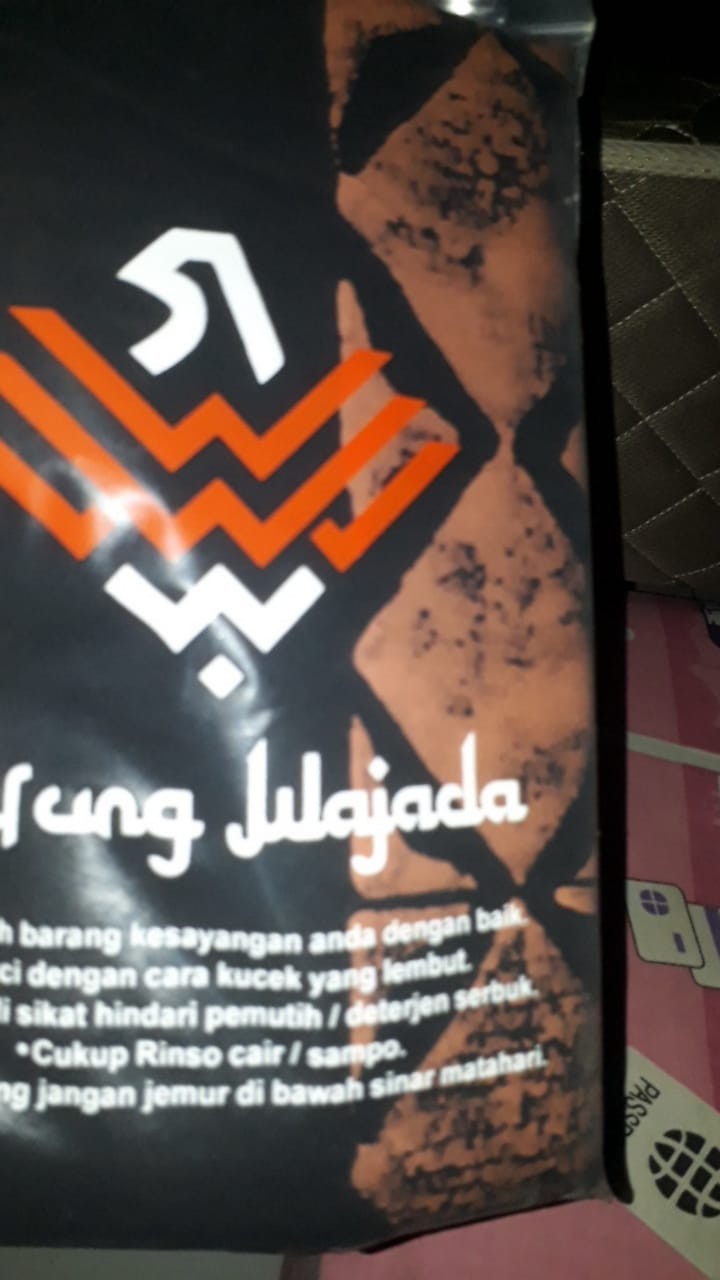 Wajada
barang kesayangan anda dengan baik.
dengan cara kucek yang lembut.
sikat hindari pemutih / deterjen serbuk.
•Cukup Rinso cair / sampo.
jangan jemur di bawah sinar matahari.